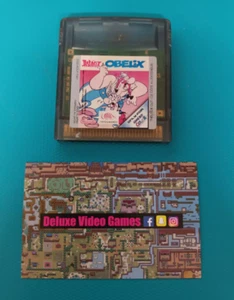 Asterix & OBELIX
Deluxe Video Games